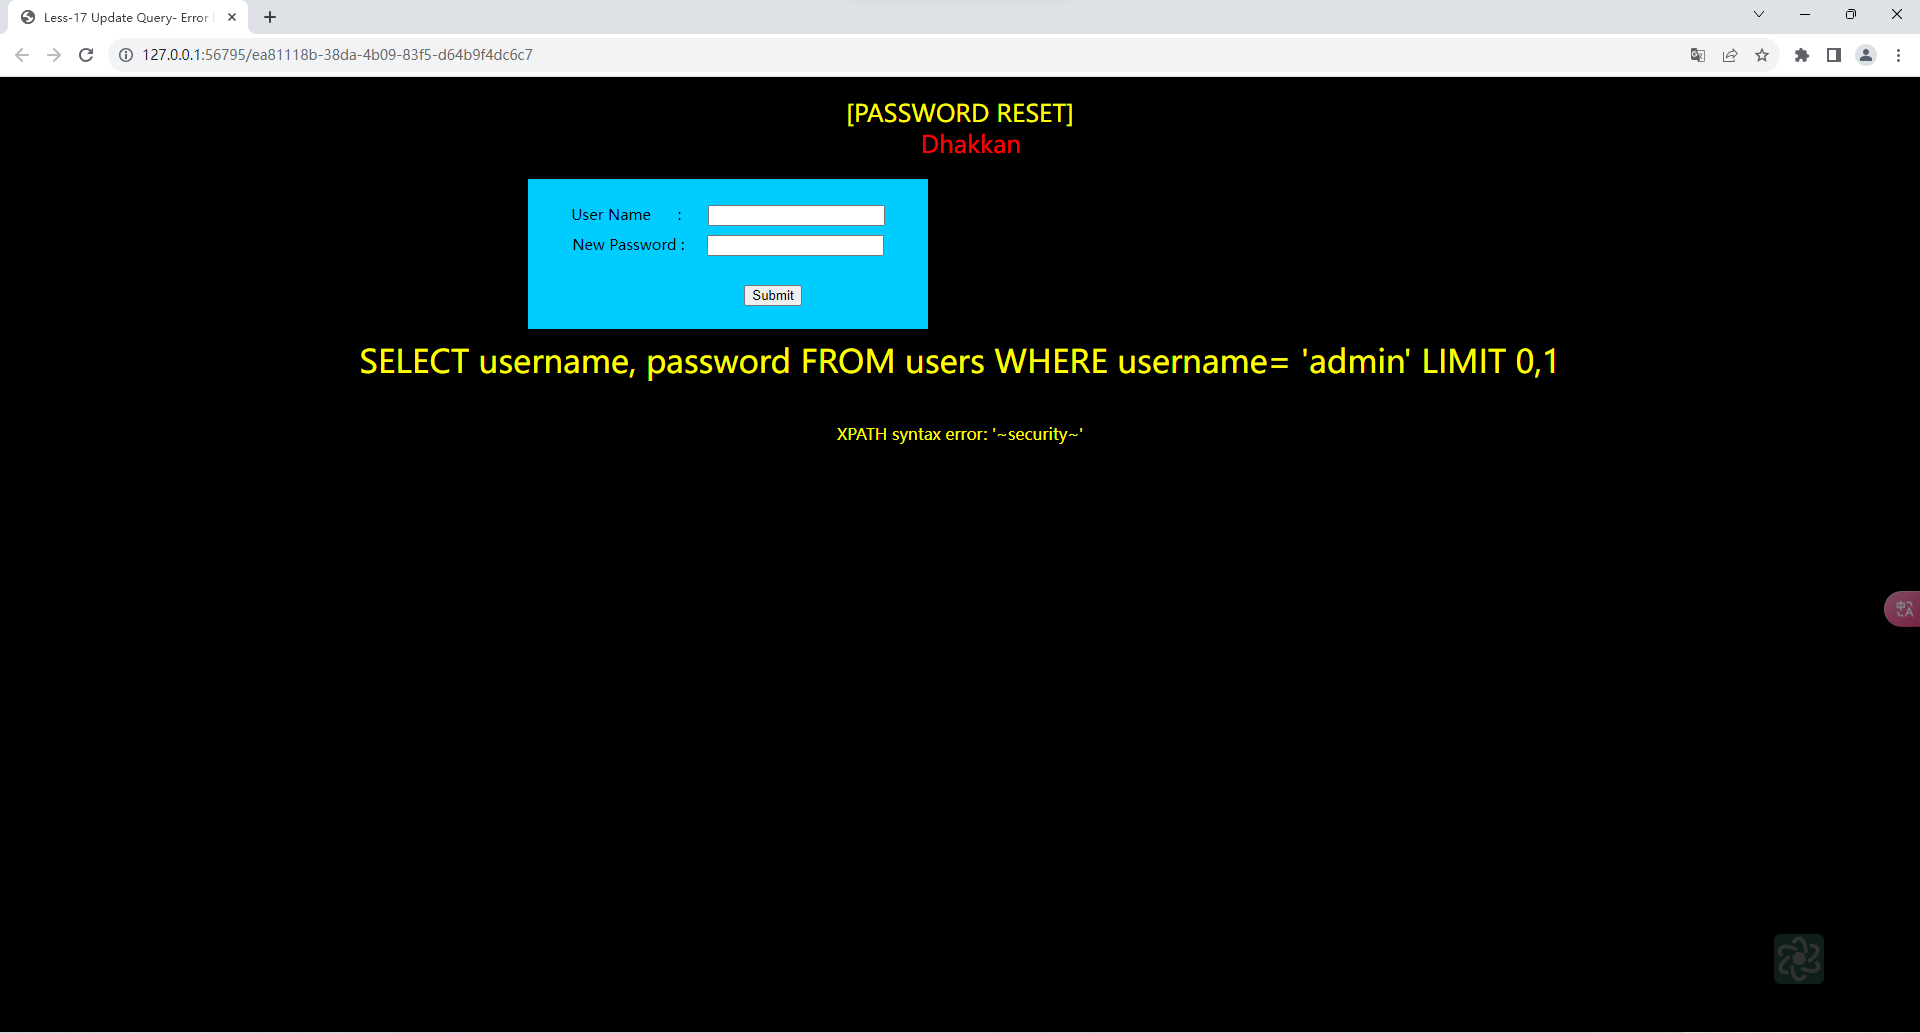 Less-17 Update Query- Error
127.0.0.1:56795/ea81118b-38da-4b09-83f5-d64b9f4dc6c7
[PASSWORD RESET]
Dhakkan
User Name :
New Password :
Submit
SELECT username, password FROM users WHERE username= 'admin' LIMIT 0,1
XPATH syntax error: '~security~'